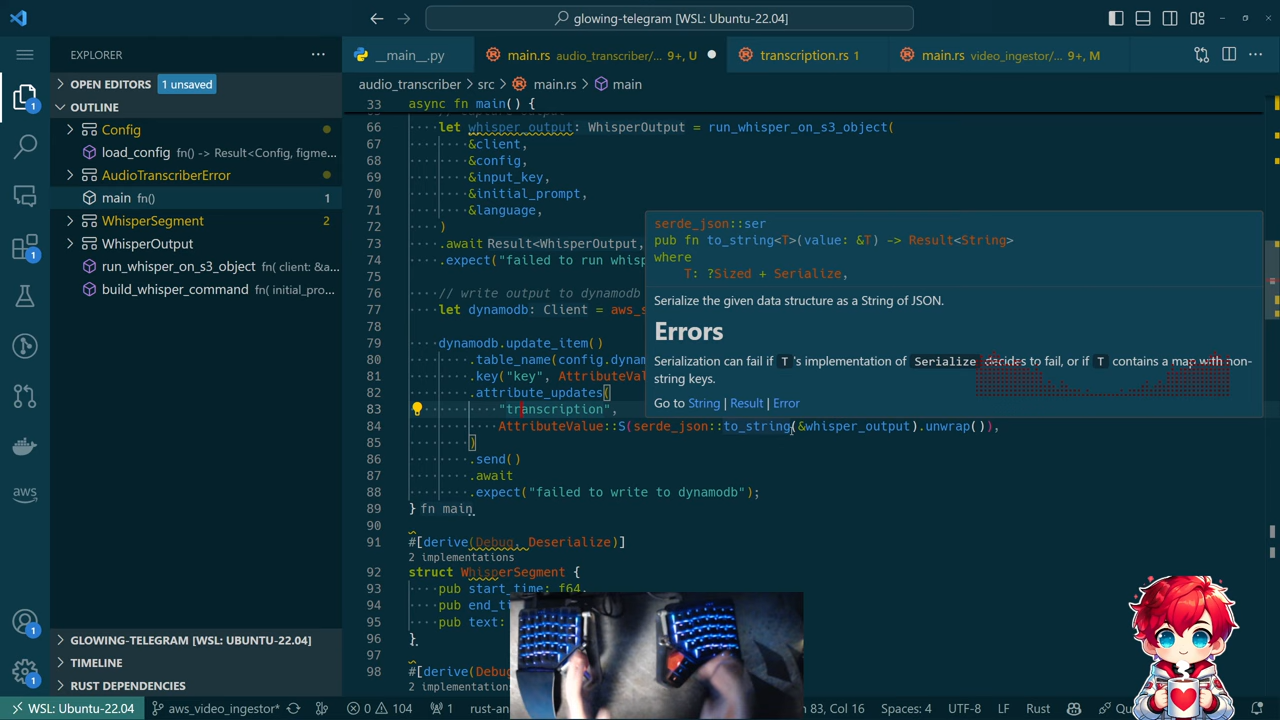 glowing-telegram [WSL: Ubuntu-22.04]
EXPLORER
__main__.py
main.rs audio_transcriber/... 9+, U
transcription.rs 1
main.rs video_ingestor/... 9+, M
OPEN EDITORS 1 unsaved
OUTLINE
Config
load_config fn() -> Result<Config, figme...
AudioTranscriberError
main fn() 1
WhisperSegment 2
WhisperOutput
run_whisper_on_s3_object fn( client: &a...
build_whisper_command fn( initial_pro...
GLOWING-TELEGRAM [WSL: UBUNTU-22.04]
TIMELINE
RUST DEPENDENCIES
audio_transcriber > src > main.rs > main
33 async fn main() {
66 let whisper_output: WhisperOutput = run_whisper_on_s3_object(
67 &client,
68 &config,
69 &input_key,
70 &initial_prompt,
71 &language,
72 )
73 .await Result<WhisperOutput,
74 .expect("failed to run whisp
75
76 // write output to dynamodb
77 let dynamodb: Client = aws_s
78
79 dynamodb.update_item()
80 .table_name(config.dynam
81 .key("key", AttributeVal
82 .attribute_updates(
83 "transcription",
84 AttributeValue::S(serde_json::to_string(&whisper_output).unwrap()),
85 )
86 .send()
87 .await
88 .expect("failed to write to dynamodb");
89 } fn main
90
91 #[derive(Debug, Deserialize)]
2 implementations
92 struct WhisperSegment {
93 pub start_time: f64,
94 pub end_ti
95 pub text:
96 }
97
98 #[derive(Debu
2 implementations
serde_json::ser
pub fn to_string<T>(value: &T) -> Result<String>
where
T: ?Sized + Serialize,
Serialize the given data structure as a String of JSON.
Errors
Serialization can fail if T 's implementation of Serialize decides to fail, or if T contains a map with non-
string keys.
Go to String | Result | Error
aws
WSL: Ubuntu-22.04 aws_video_ingestor* 0 104 1 rust-an 83, Col 16 Spaces: 4 UTF-8 LF Rust